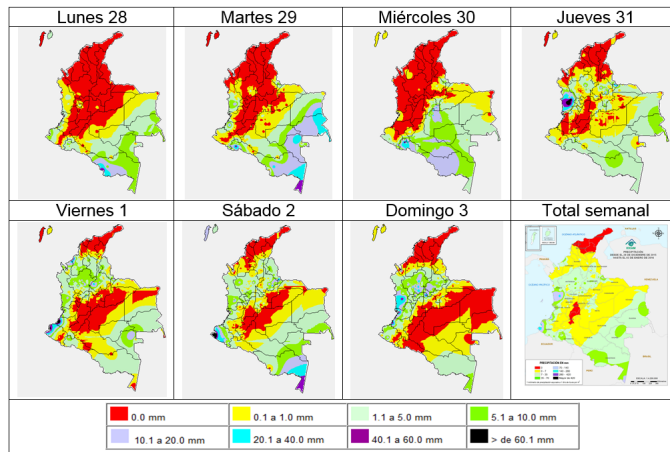 Lunes 28
Martes 29
Miércoles 30
Jueves 31
Viernes 1
Sábado 2
Domingo 3
Total semanal
PRECIPITACIÓN
0.0 mm
0.1 a 1.0 mm
1.1 a 5.0 mm
5.1 a 10.0 mm
10.1 a 20.0 mm
20.1 a 40.0 mm
40.1 a 60.0 mm
> de 60.1 mm